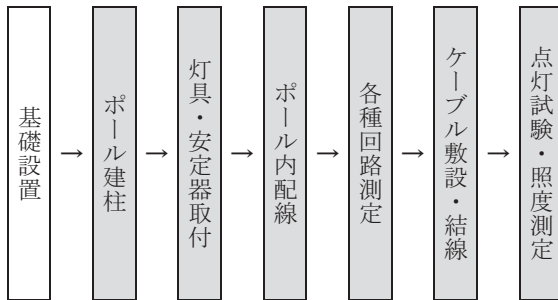 基礎設置
→
ポール建柱
→
灯具・安定器取付
→
ポール内配線
→
各種回路測定
→
ケーブル敷設・結線
→
点灯試験・照度測定